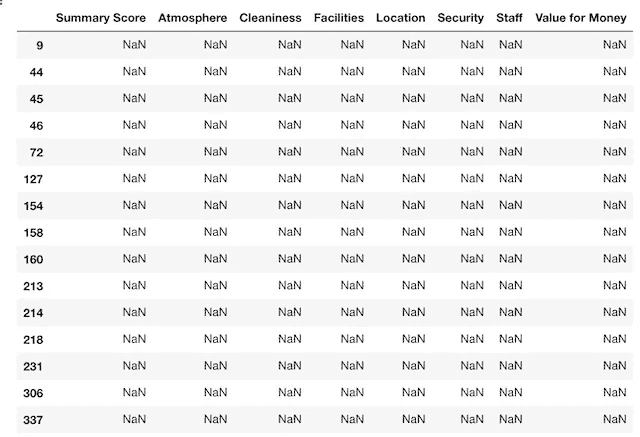 Summary Score Atmosphere Cleaniness Facilities Location Security Staff Value for Money
9 NaN NaN NaN NaN NaN NaN NaN NaN
44 NaN NaN NaN NaN NaN NaN NaN NaN
45 NaN NaN NaN NaN NaN NaN NaN NaN
46 NaN NaN NaN NaN NaN NaN NaN NaN
72 NaN NaN NaN NaN NaN NaN NaN NaN
127 NaN NaN NaN NaN NaN NaN NaN NaN
154 NaN NaN NaN NaN NaN NaN NaN NaN
158 NaN NaN NaN NaN NaN NaN NaN NaN
160 NaN NaN NaN NaN NaN NaN NaN NaN
213 NaN NaN NaN NaN NaN NaN NaN NaN
214 NaN NaN NaN NaN NaN NaN NaN NaN
218 NaN NaN NaN NaN NaN NaN NaN NaN
231 NaN NaN NaN NaN NaN NaN NaN NaN
306 NaN NaN NaN NaN NaN NaN NaN NaN
337 NaN NaN NaN NaN NaN NaN NaN NaN